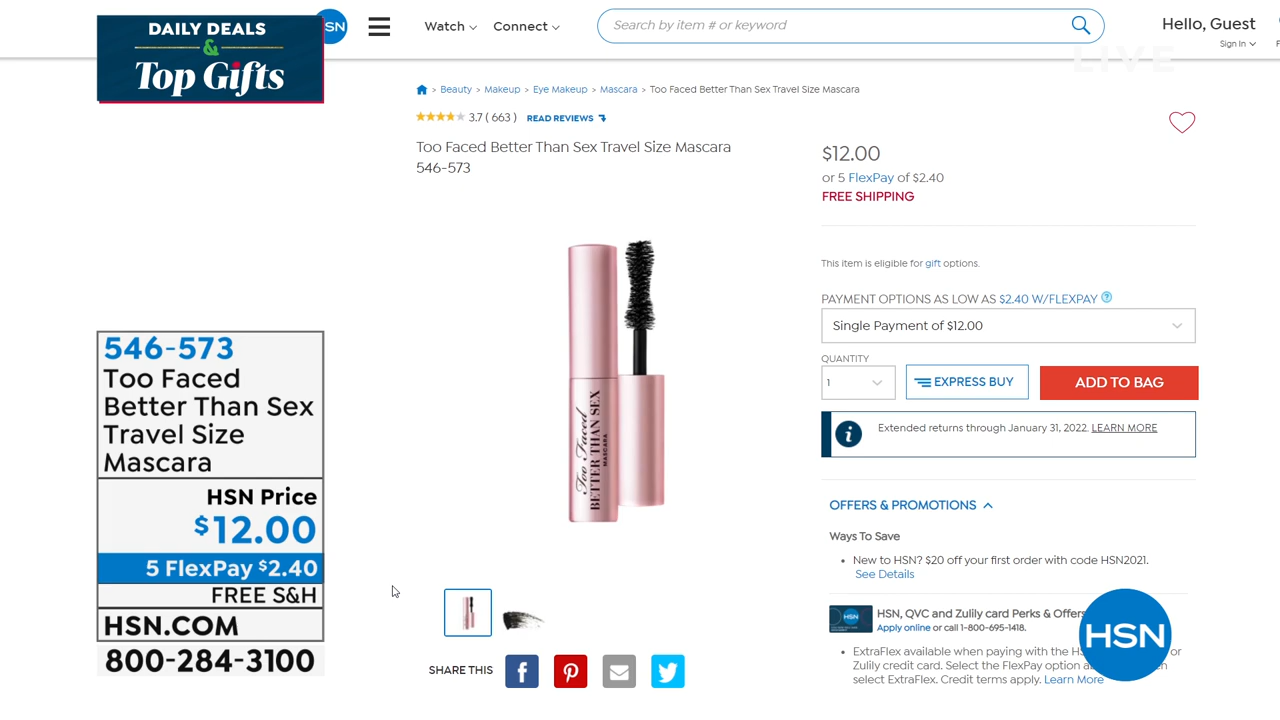 DAILY DEALS
&
Top Gifts
SN
Watch
Connect
Search by item # or keyword
Hello, Guest
Sign In
LIVE
> Beauty > Makeup > Eye Makeup > Mascara > Too Faced Better Than Sex Travel Size Mascara
3.7 ( 663 ) READ REVIEWS
Too Faced Better Than Sex Travel Size Mascara
546-573
$12.00
or 5 FlexPay of $2.40
FREE SHIPPING
This item is eligible for gift options.
PAYMENT OPTIONS AS LOW AS $2.40 W/FLEXPAY ?
Single Payment of $12.00
QUANTITY
1
EXPRESS BUY
ADD TO BAG
i
Extended returns through January 31, 2022. LEARN MORE
OFFERS & PROMOTIONS
Ways To Save
• New to HSN? $20 off your first order with code HSN2021.
See Details
HSN, QVC and Zulily card Perks & Offers
Apply online or call 1-800-695-1418.
• ExtraFlex available when paying with the or
Zulily credit card. Select the FlexPay option
select ExtraFlex. Credit terms apply. Learn More
HSN
Too Faced
BETTER THAN SEX
MASCARA
SHARE THIS
546-573
Too Faced
Better Than Sex
Travel Size
Mascara
HSN Price
$12.00
5 FlexPay $2.40
FREE S&H
HSN.COM
800-284-3100